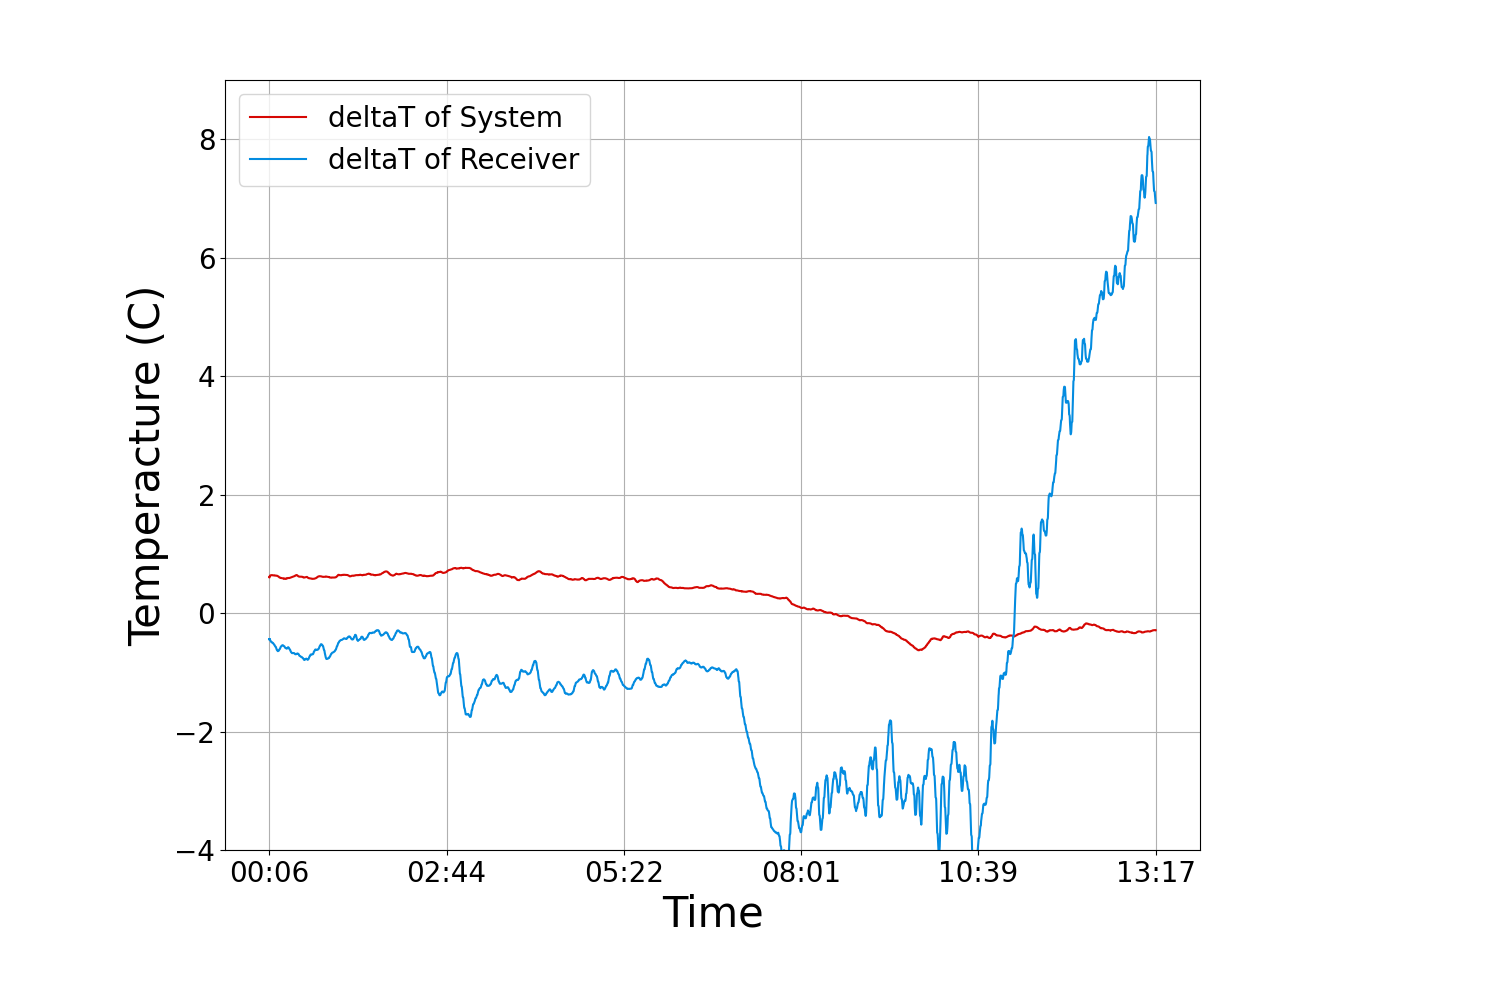 deltaT of System
deltaT of Receiver
Temperacture (C)
8
6
4
2
0
−2
−4
00:06 02:44 05:22 08:01 10:39 13:17
Time